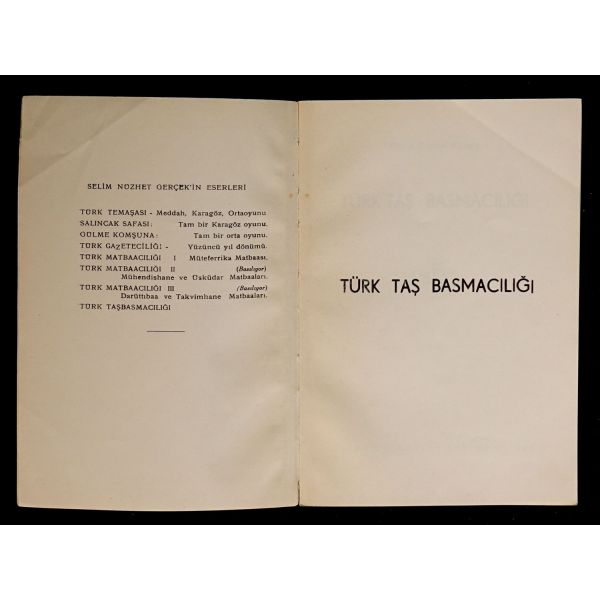 SELİM NÜZHET GERÇEK'İN ESERLERİ
TÜRK TEMAŞASI - Meddah, Karagöz, Ortaoyunu.
SALINCAK SAFASI: Tam bir Karagöz oyunu.
GÜLME KOMŞUNA: Tam bir orta oyunu.
TÜRK GAZETECİLİĞİ - Yüzüncü yıl dönümü.
TÜRK MATBAACILIĞI I Müteferrika Matbaası.
TÜRK MATBAACILIĞI II (Basılıyor)
Mühendishane ve Üsküdar Matbaaları.
TÜRK MATBAACILIĞI III (Basılıyor)
Darüttıbaa ve Takvimhane Matbaaları.
TÜRK TAŞBASMACILIĞI
TÜRK TAŞ BASMACILIĞI